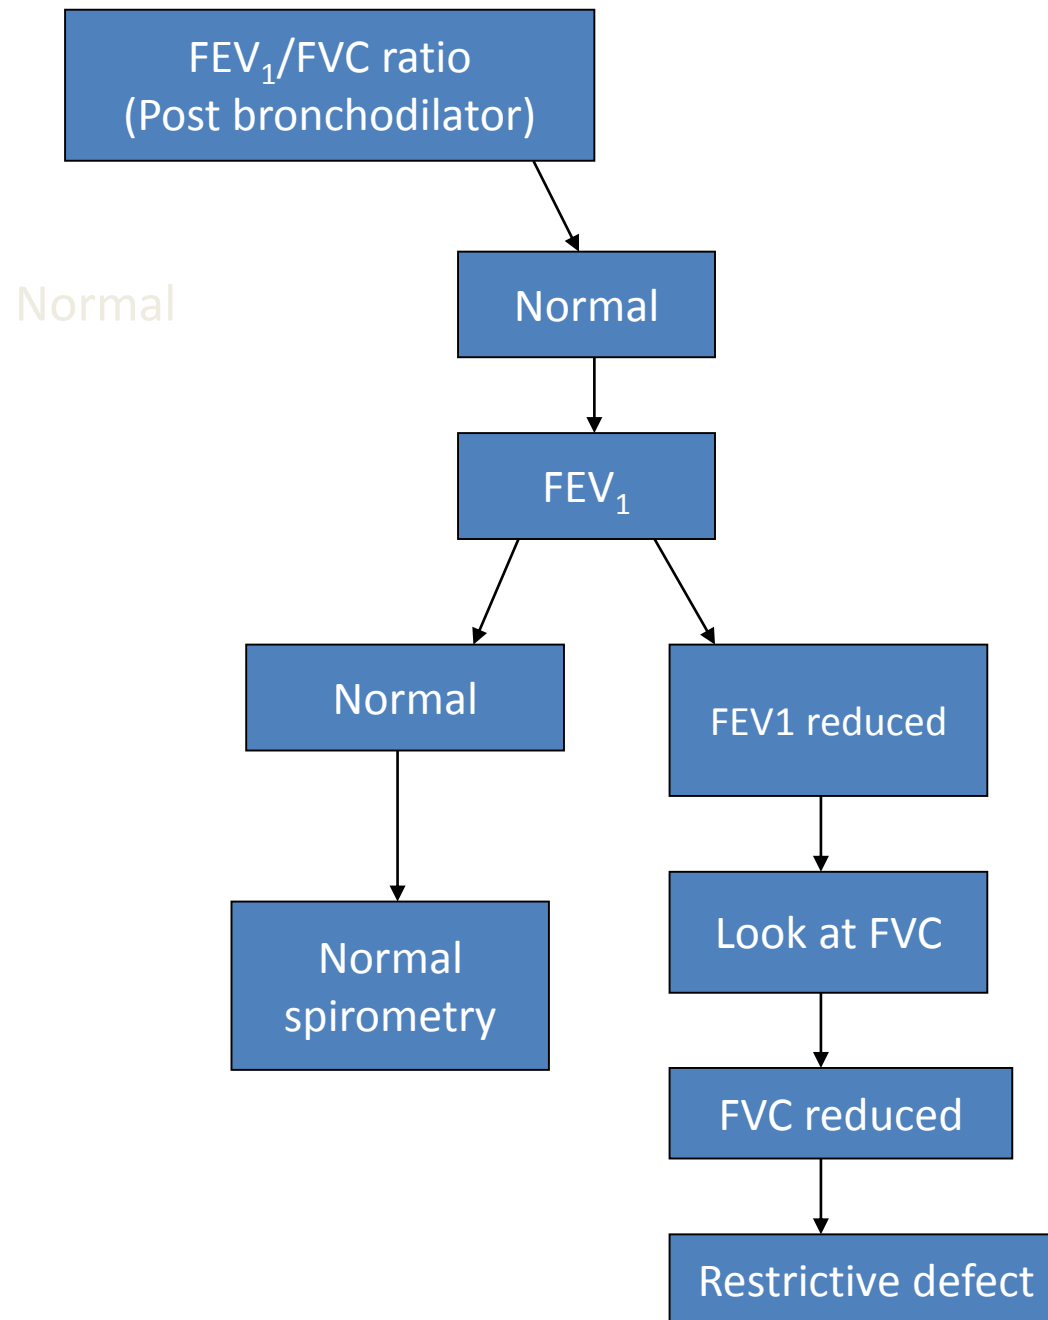 FEV₁/FVC ratio
(Post bronchodilator)
Normal
Normal
FEV₁
Normal
FEV1 reduced
Look at FVC
Normal
spirometry
FVC reduced
Restrictive defect